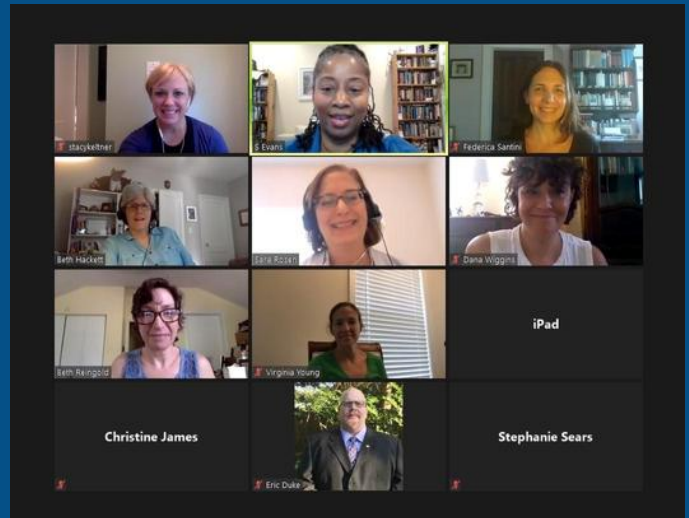 stacykeltner
S Evans
Federica Santini
Beth Hackett
Sara Rosen
Dana Wiggins
Beth Reingold
Virginia Young
iPad
Christine James
Eric Duke
Stephanie Sears